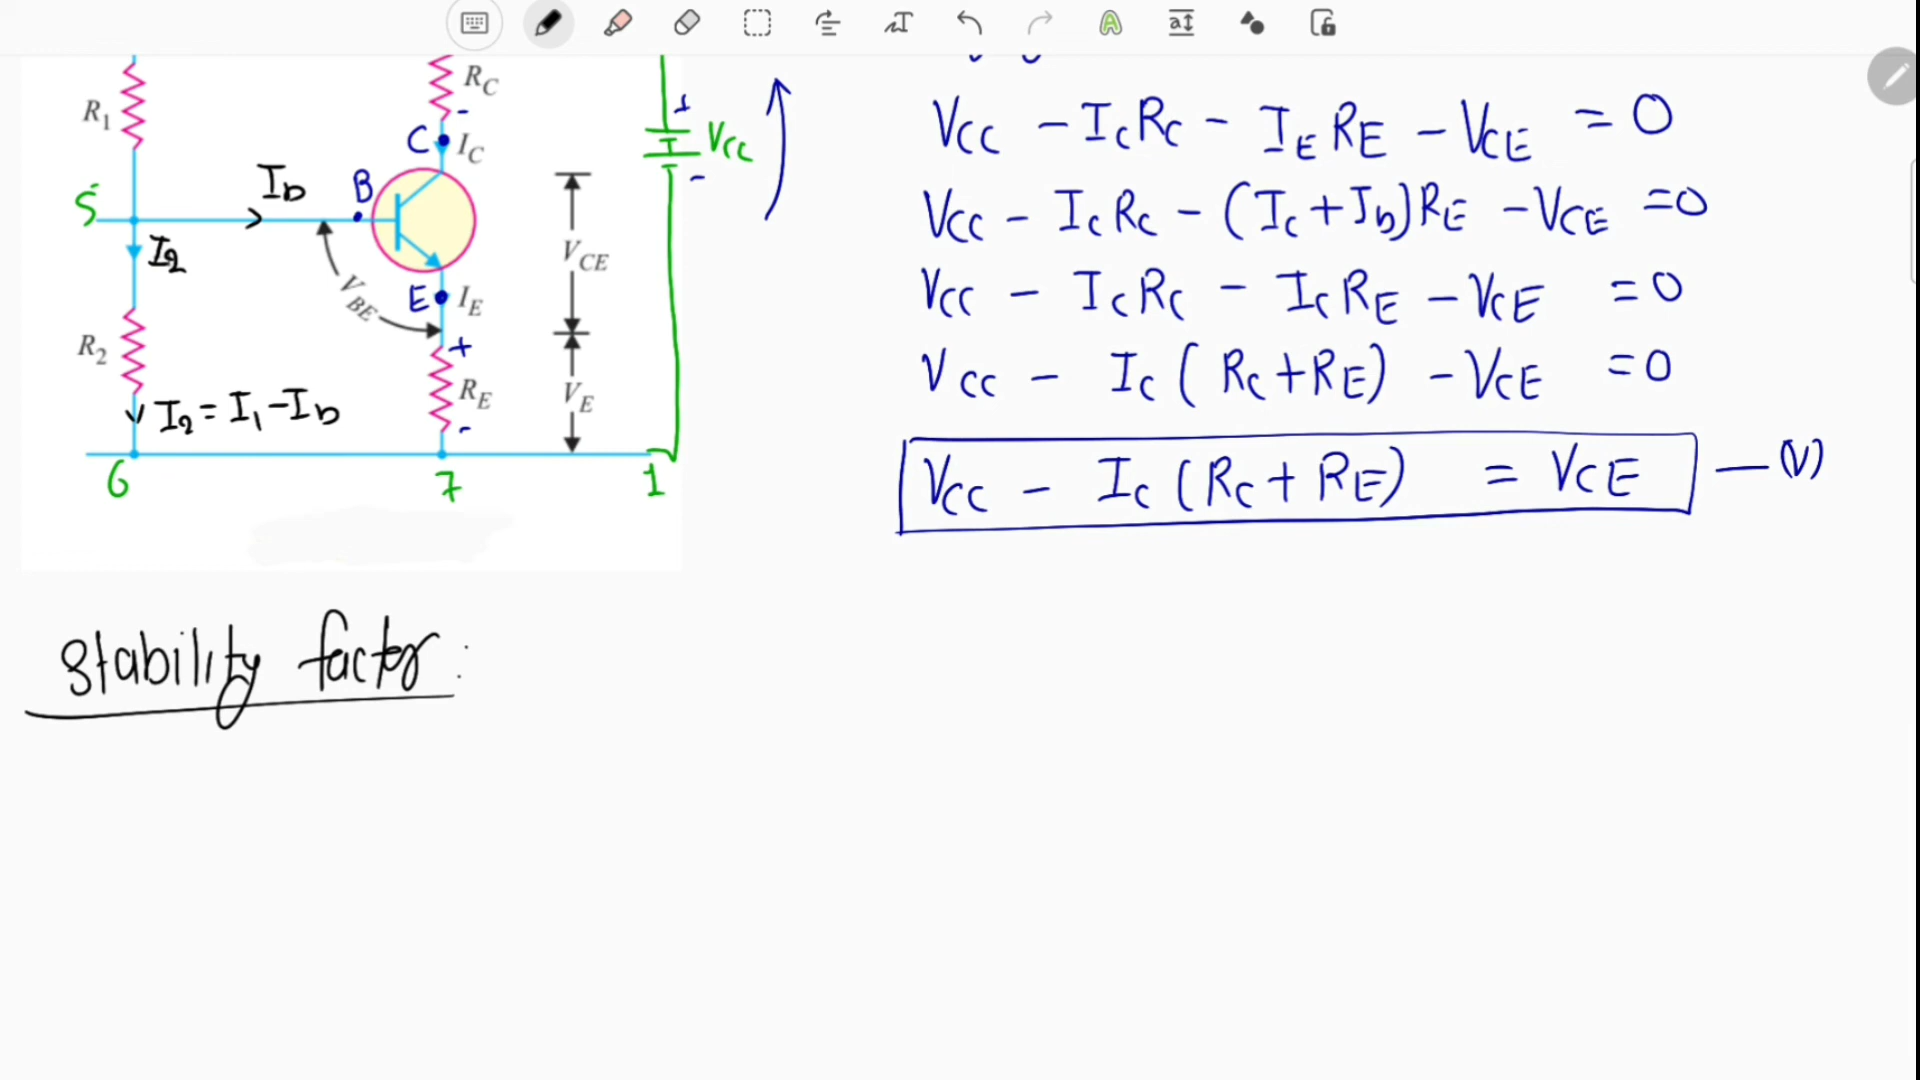 R1
RC
-
C
IC
+
VCC
-
5
Ib
B
I2
VCE
VBE
E
IE
+
R2
RE
VE
-
I2 = I1 - Ib
6
7
1
VCC - ICRC - IERE - VCE = 0
VCC - ICRC - (IC + Ib)RE - VCE = 0
VCC - ICRC - ICRE - VCE = 0
VCC - IC (RC + RE) - VCE = 0
VCC - IC (RC + RE) = VCE — (V)
Stability factor :